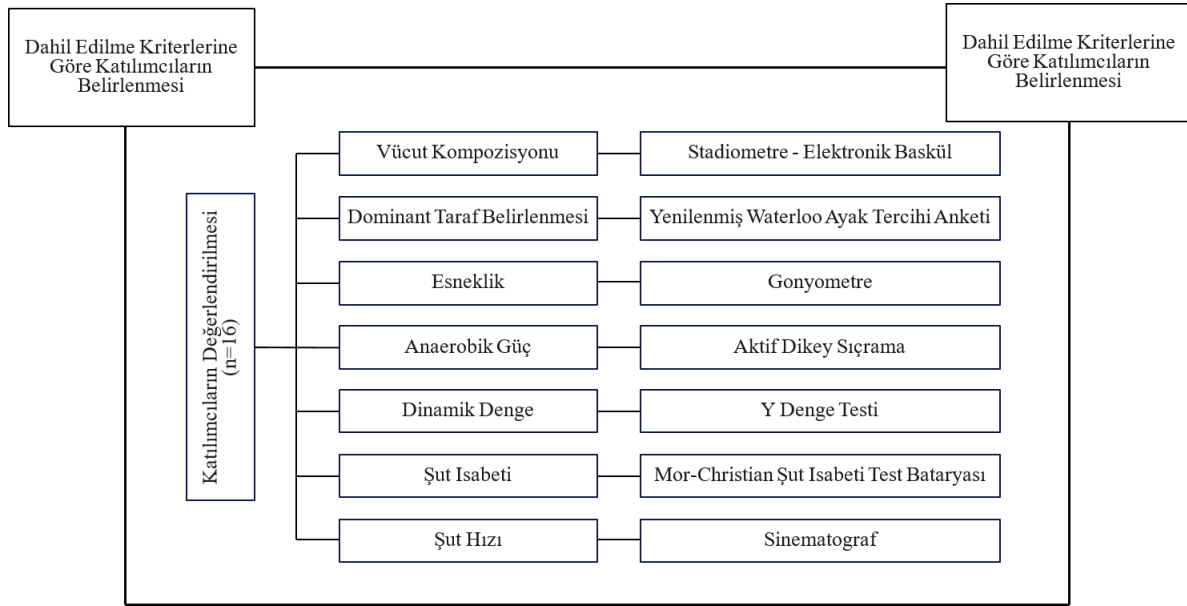 Dahil Edilme Kriterlerine
Göre Katılımcıların
Belirlenmesi
Dahil Edilme Kriterlerine
Göre Katılımcıların
Belirlenmesi
Katılımcıların Değerlendirilmesi
(n=16)
Vücut Kompozisyonu
Stadiometre - Elektronik Baskül
Dominant Taraf Belirlenmesi
Yenilenmiş Waterloo Ayak Tercihi Anketi
Esneklik
Gonyometre
Anaerobik Güç
Aktif Dikey Sıçrama
Dinamik Denge
Y Denge Testi
Şut Isabeti
Mor-Christian Şut Isabeti Test Bataryası
Şut Hızı
Sinematograf